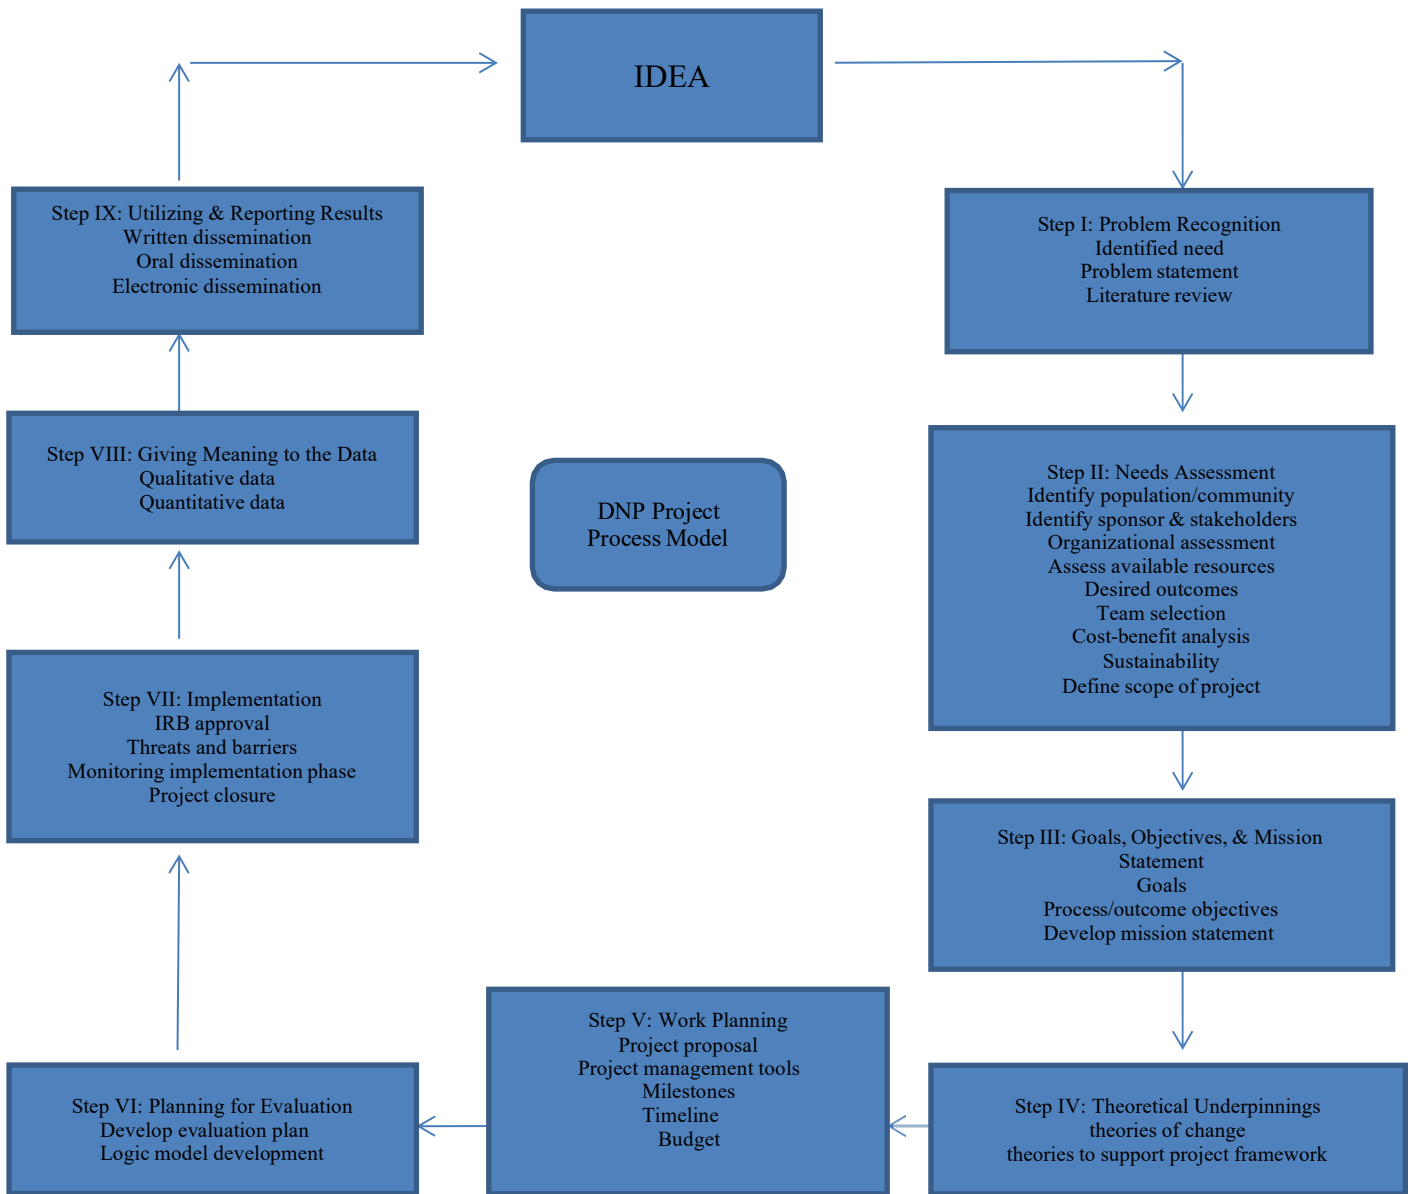 IDEA
Step I: Problem Recognition
Identified need
Problem statement
Literature review
Step II: Needs Assessment
Identify population/community
Identify sponsor & stakeholders
Organizational assessment
Assess available resources
Desired outcomes
Team selection
Cost-benefit analysis
Sustainability
Define scope of project
Step III: Goals, Objectives, & Mission
Statement
Goals
Process/outcome objectives
Develop mission statement
Step IV: Theoretical Underpinnings
theories of change
theories to support project framework
Step V: Work Planning
Project proposal
Project management tools
Milestones
Timeline
Budget
Step VI: Planning for Evaluation
Develop evaluation plan
Logic model development
Step VII: Implementation
IRB approval
Threats and barriers
Monitoring implementation phase
Project closure
Step VIII: Giving Meaning to the Data
Qualitative data
Quantitative data
Step IX: Utilizing & Reporting Results
Written dissemination
Oral dissemination
Electronic dissemination
DNP Project
Process Model